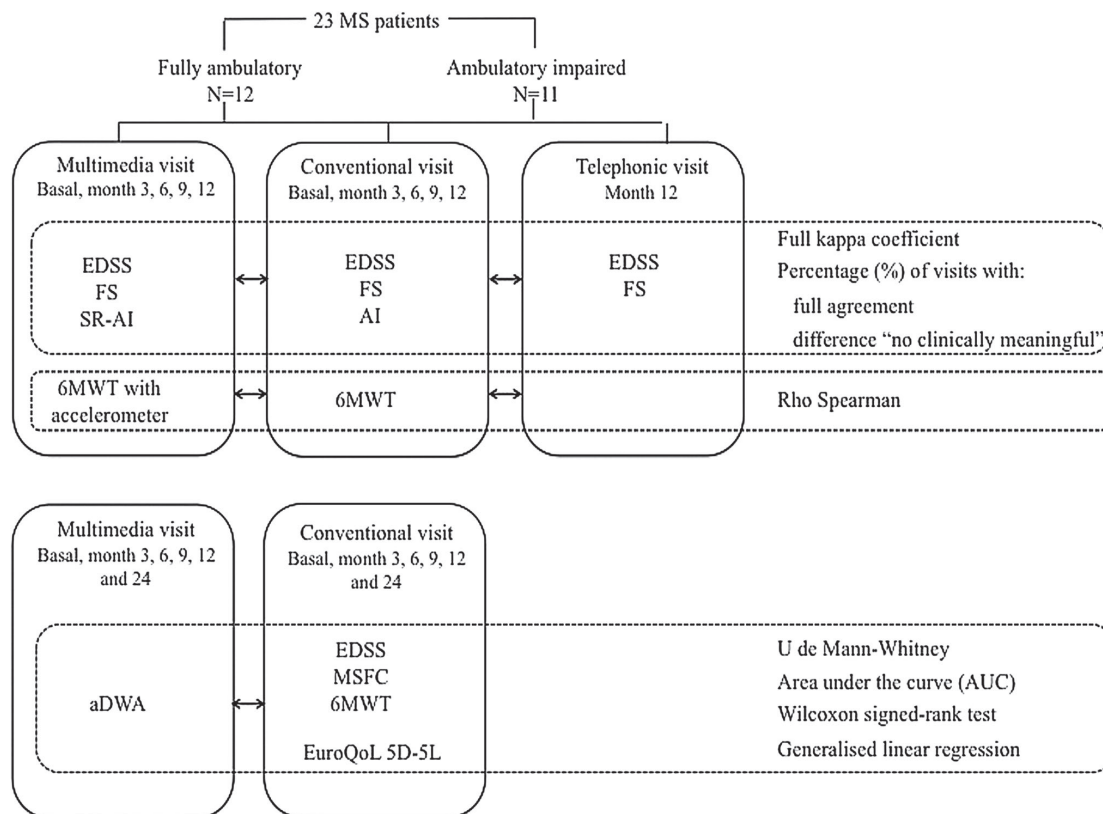 23 MS patients
Fully ambulatory
N=12
Ambulatory impaired
N=11
Multimedia visit
Basal, month 3, 6, 9, 12
Conventional visit
Basal, month 3, 6, 9, 12
Telephonic visit
Month 12
EDSS
FS
SR-AI
EDSS
FS
AI
EDSS
FS
Full kappa coefficient
Percentage (%) of visits with:
full agreement
difference “no clinically meaningful”
6MWT with
accelerometer
6MWT
Rho Spearman
Multimedia visit
Basal, month 3, 6, 9, 12
and 24
Conventional visit
Basal, month 3, 6, 9, 12
and 24
aDWA
EDSS
MSFC
6MWT
EuroQoL 5D-5L
U de Mann-Whitney
Area under the curve (AUC)
Wilcoxon signed-rank test
Generalised linear regression